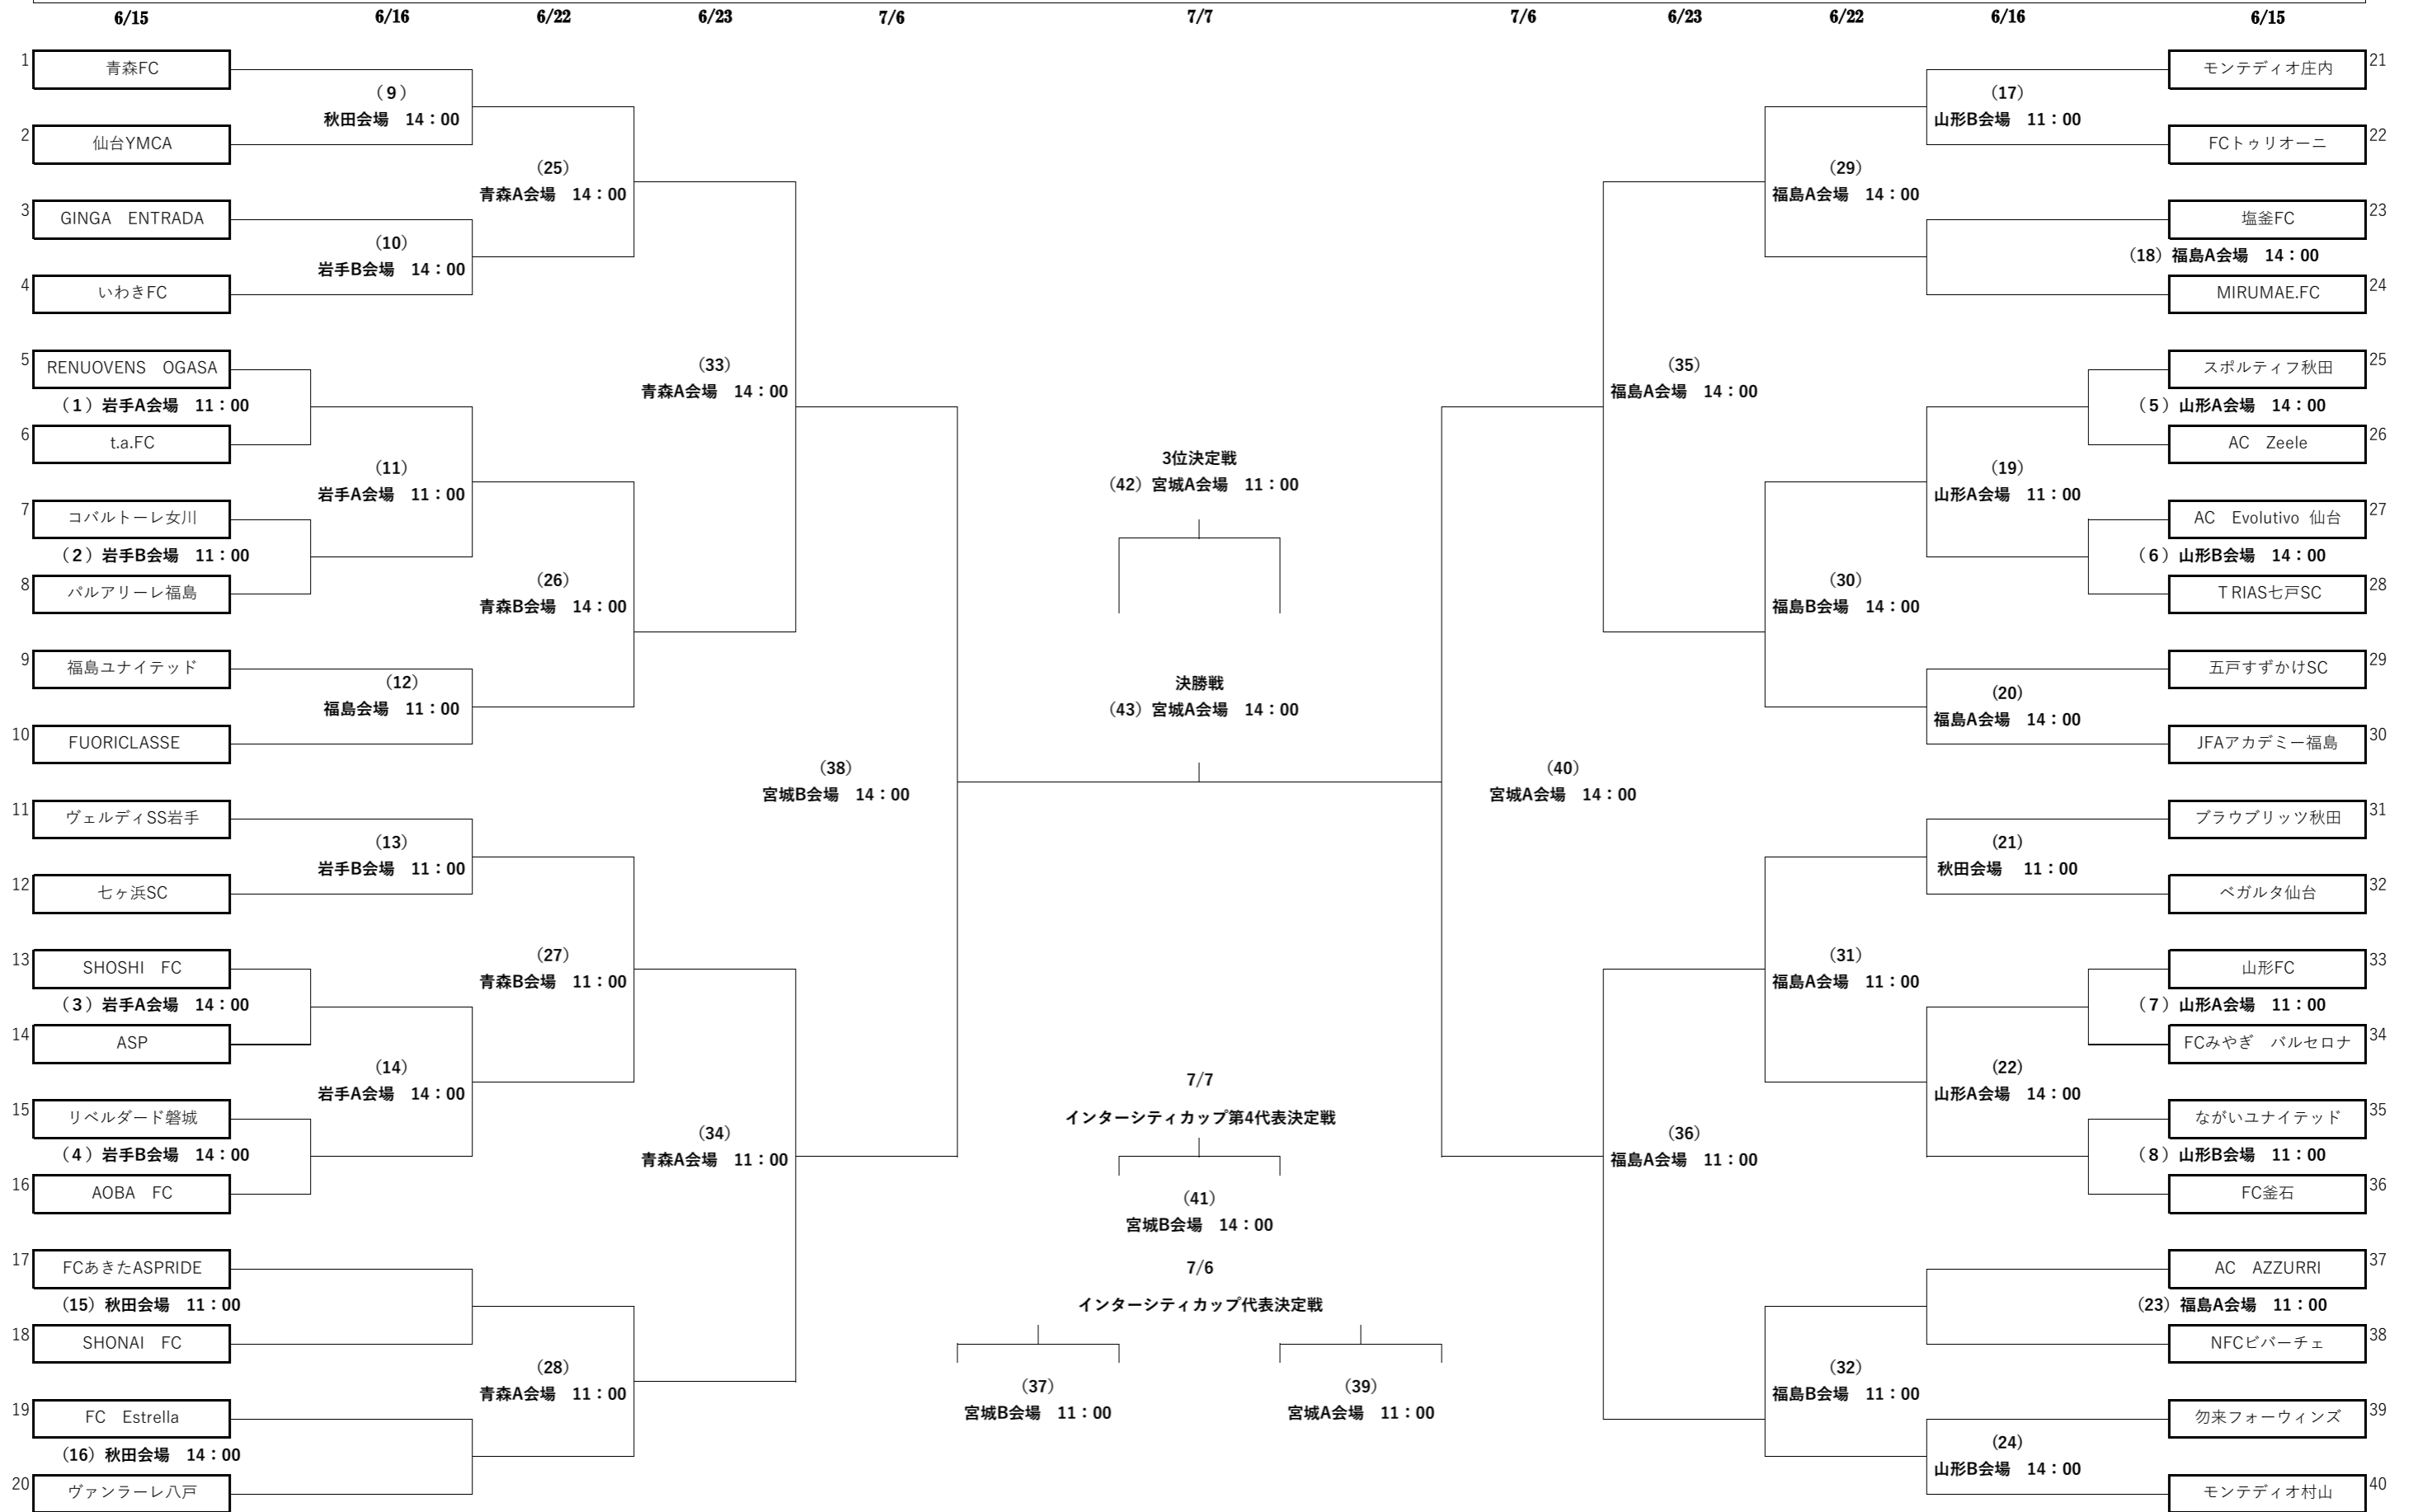 6/15 6/16 6/22 6/23 7/6 7/7 7/6 6/23 6/22 6/16 6/15
1 青森FC
(9)
秋田会場 14:00
2 仙台YMCA
(25)
青森A会場 14:00
3 GINGA ENTRADA
(10)
岩手B会場 14:00
4 いわきFC
5 RENUOVENS OGASA
(1)岩手A会場 11:00
6 t.a.FC
(33)
青森A会場 14:00
(11)
岩手A会場 11:00
7 コバルトーレ女川
(2)岩手B会場 11:00
8 パルアリーレ福島
(26)
青森B会場 14:00
9 福島ユナイテッド
(12)
福島会場 11:00
10 FUORICLASSE
(38)
宮城B会場 14:00
11 ヴェルディSS岩手
(13)
岩手B会場 11:00
12 七ヶ浜SC
(27)
青森B会場 11:00
13 SHOSHI FC
(3)岩手A会場 14:00
14 ASP
(14)
岩手A会場 14:00
15 リベルダード磐城
(4)岩手B会場 14:00
16 AOBA FC
(34)
青森A会場 11:00
17 FCあきたASPRIDE
(15)秋田会場 11:00
18 SHONAI FC
(28)
青森A会場 11:00
19 FC Estrella
(16)秋田会場 14:00
20 ヴァンラーレ八戸
3位決定戦
(42)宮城A会場 11:00
決勝戦
(43)宮城A会場 14:00
7/7
インターシティカップ第4代表決定戦
(41)
宮城B会場 14:00
7/6
インターシティカップ代表決定戦
(37)
宮城B会場 11:00
(39)
宮城A会場 11:00
モンテディオ庄内 21
(17)
山形B会場 11:00
FCトゥリオーニ 22
(29)
福島A会場 14:00
塩釜FC 23
(18)福島A会場 14:00
MIRUMAE.FC 24
(35)
福島A会場 14:00
スポルティフ秋田 25
(5)山形A会場 14:00
AC Zeele 26
(19)
山形A会場 11:00
AC Evolutivo 仙台 27
(6)山形B会場 14:00
TRIAS七戸SC 28
(30)
福島B会場 14:00
五戸すずかけSC 29
(20)
福島A会場 14:00
JFAアカデミー福島 30
(40)
宮城A会場 14:00
ブラウブリッツ秋田 31
(21)
秋田会場 11:00
ベガルタ仙台 32
(31)
福島A会場 11:00
山形FC 33
(7)山形A会場 11:00
FCみやぎ バルセロナ 34
(22)
山形A会場 14:00
ながいユナイテッド 35
(8)山形B会場 11:00
FC釜石 36
(36)
福島A会場 11:00
AC AZZURRI 37
(23)福島A会場 11:00
NFCビバーチェ 38
(32)
福島B会場 11:00
勿来フォーウィンズ 39
(24)
山形B会場 14:00
モンテディオ村山 40